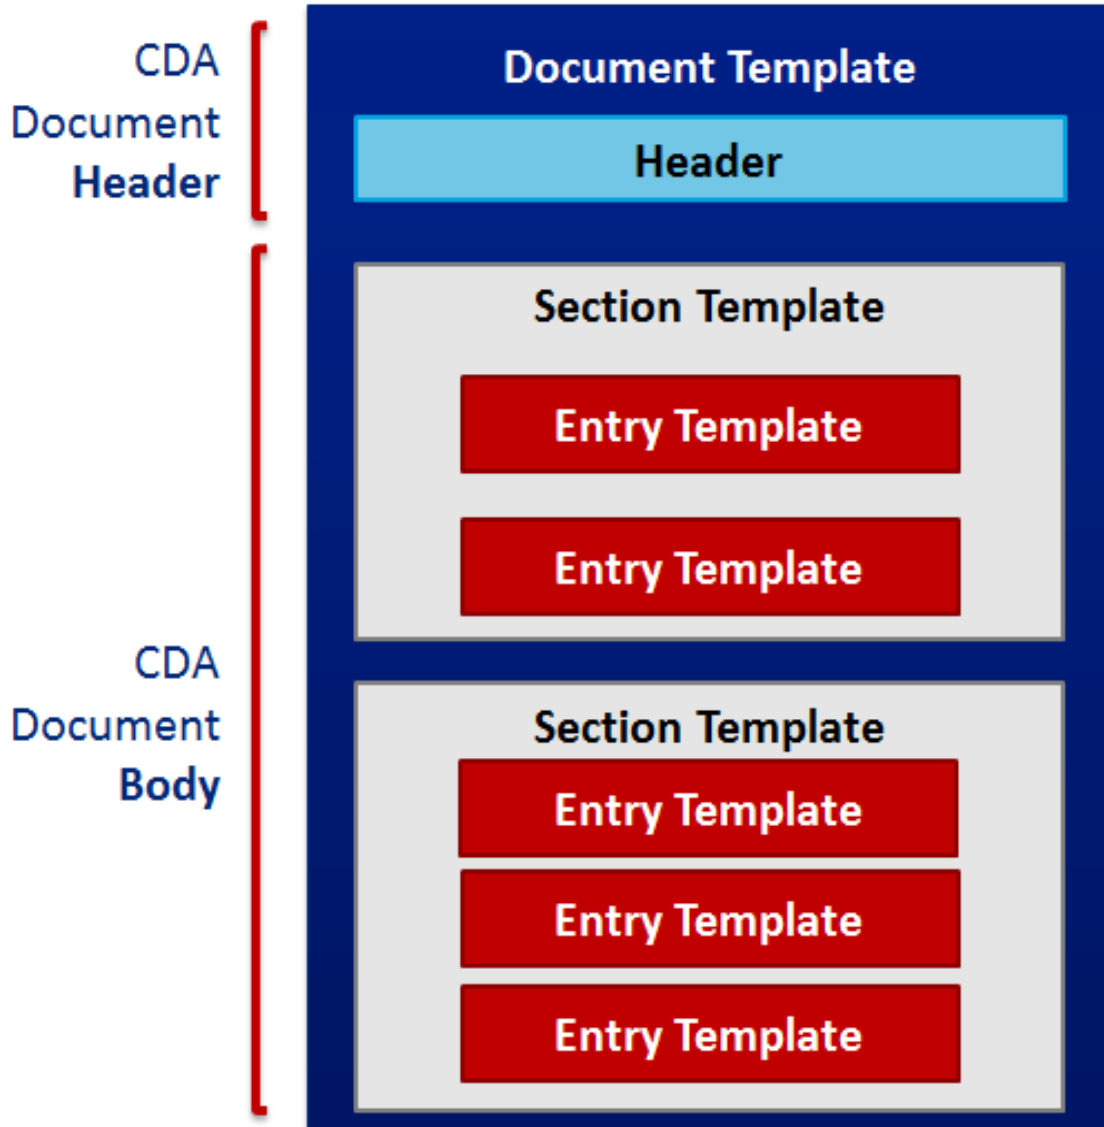 CDA
Document
Header
Document Template
Header
CDA
Document
Body
Section Template
Entry Template
Entry Template
Section Template
Entry Template
Entry Template
Entry Template